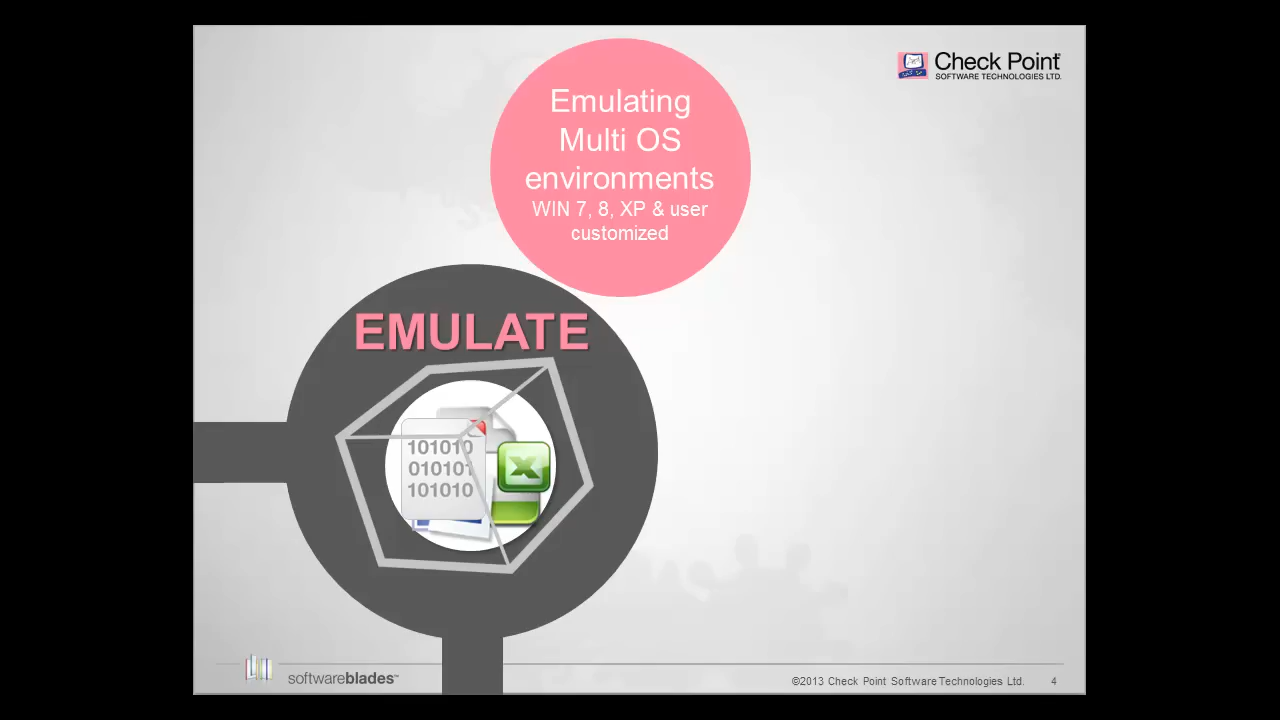 Check Point
SOFTWARE TECHNOLOGIES LTD.
Emulating
Multi OS
environments
WIN 7, 8, XP & user
customized
EMULATE
101010
010101
101010
X
softwareblades™
©2013 Check Point Software Technologies Ltd.
4